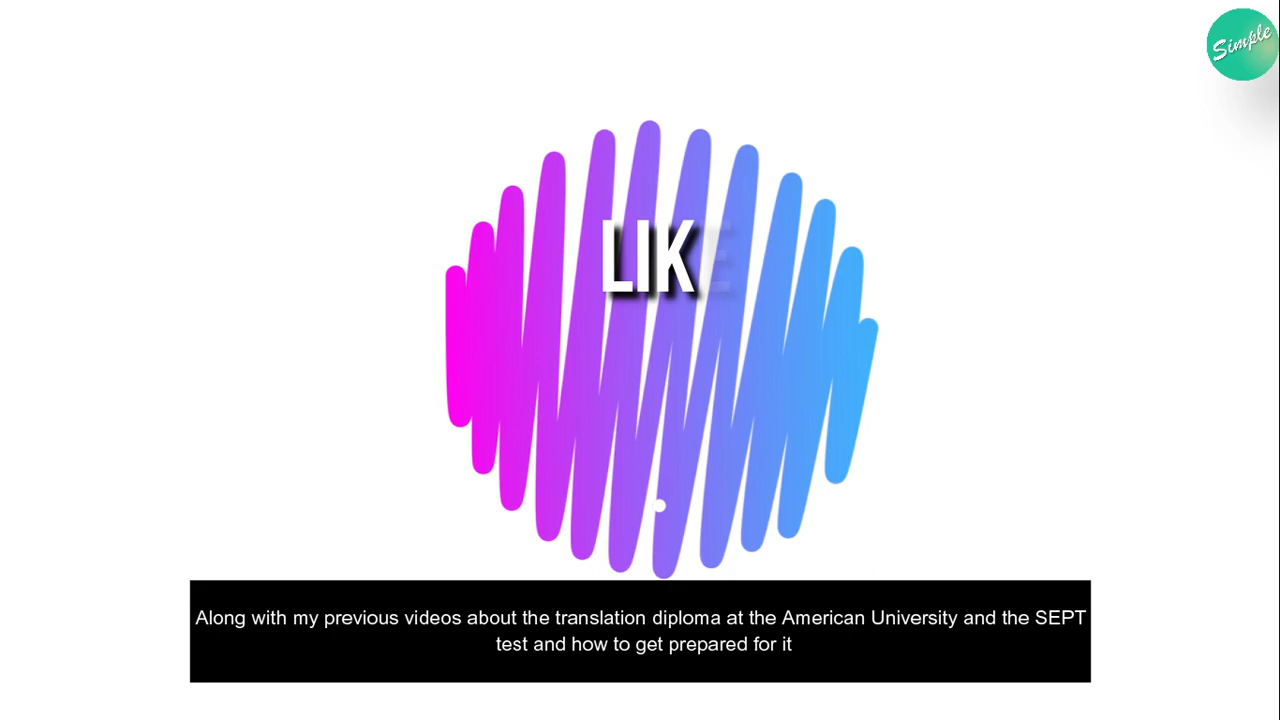 Simple
LIKE
Along with my previous videos about the translation diploma at the American University and the SEPT
test and how to get prepared for it